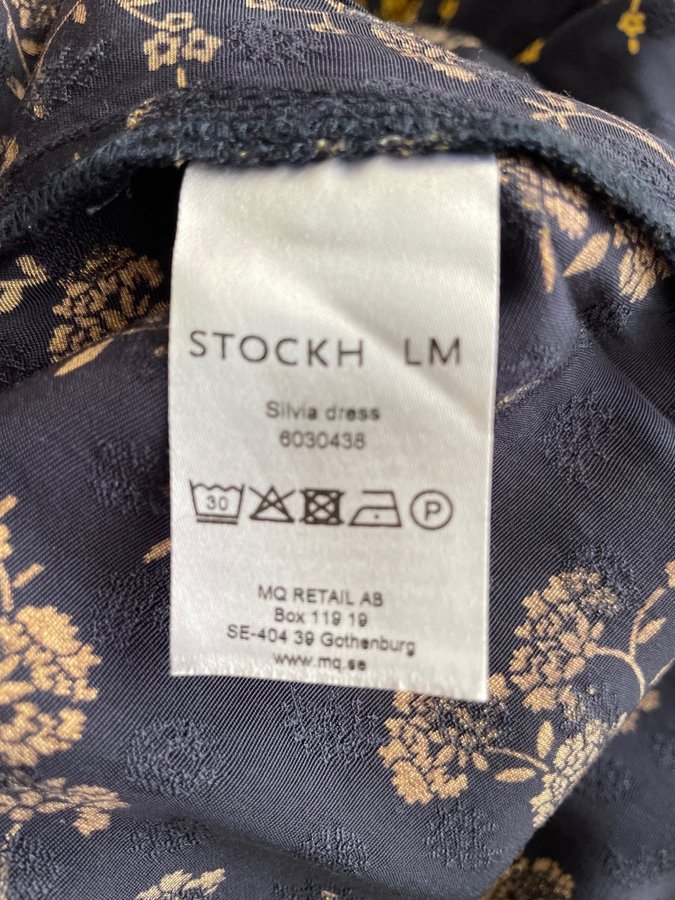 STOCKH LM
Silvia dress
6030438
30 P
MQ RETAIL AB
Box 119 19
SE-404 39 Gothenburg
www.mq.se